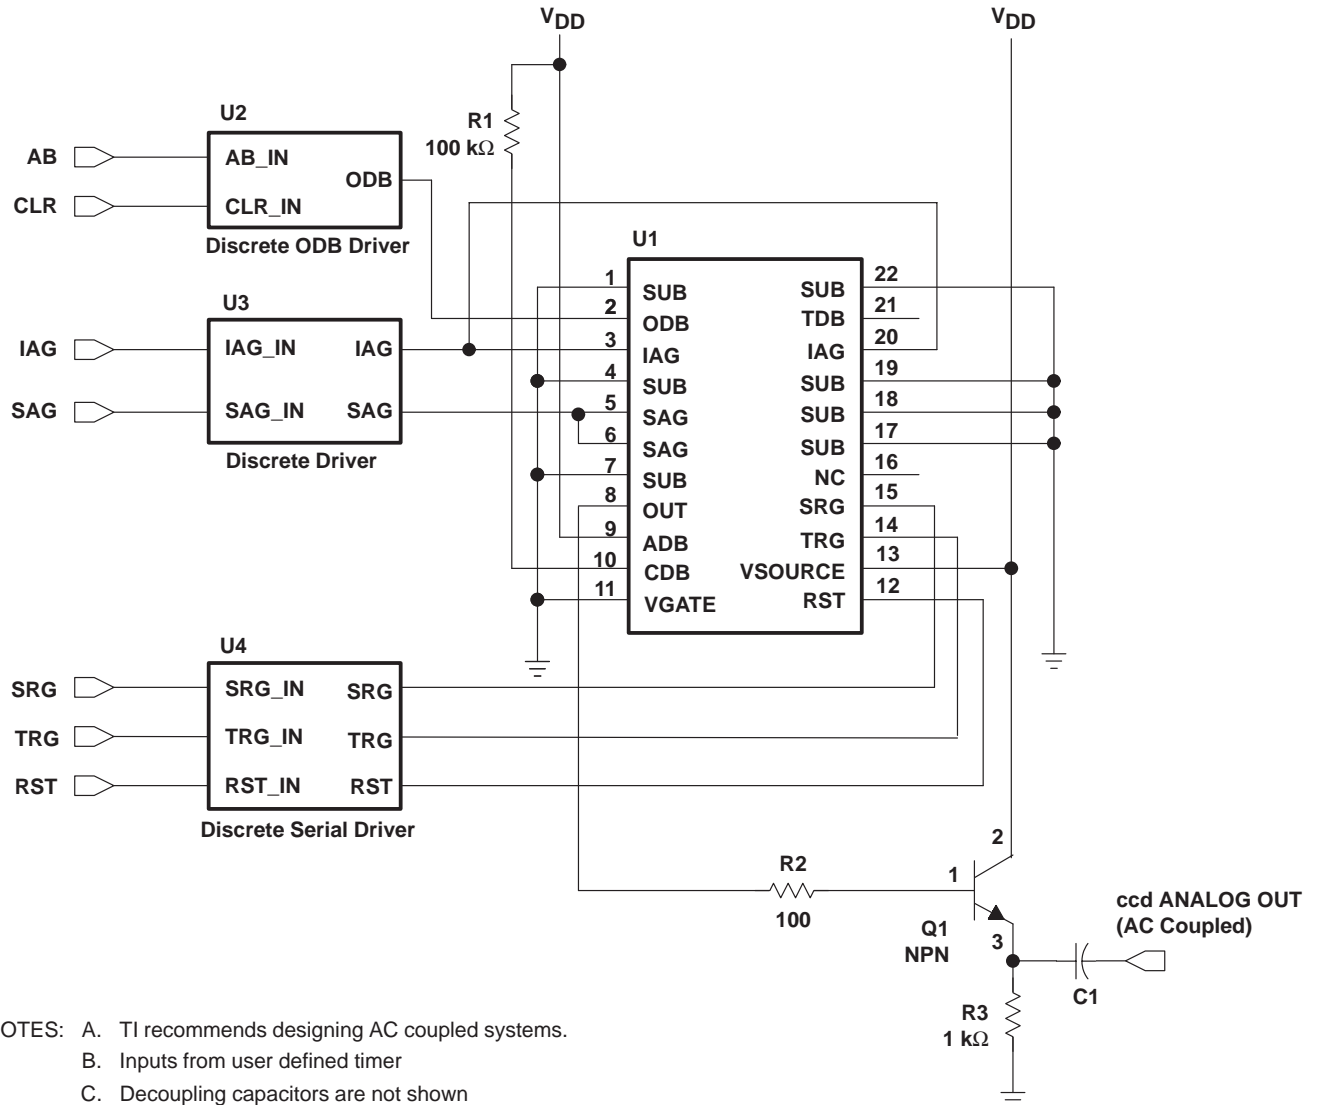 VDD
VDD
U2
R1
100 kΩ
AB
AB_IN
ODB
CLR
CLR_IN
Discrete ODB Driver
U1
U3
1
SUB
SUB
22
2
ODB
TDB
21
IAG
IAG_IN
IAG
3
IAG
IAG
20
4
SUB
SUB
19
SAG
SAG_IN
SAG
5
SAG
SUB
18
6
SAG
SUB
17
Discrete Driver
7
SUB
NC
16
8
OUT
SRG
15
9
ADB
TRG
14
10
CDB
VSOURCE
13
11
VGATE
RST
12
U4
SRG
SRG_IN
SRG
TRG
TRG_IN
TRG
RST
RST_IN
RST
Discrete Serial Driver
2
R2
1
100
ccd ANALOG OUT
(AC Coupled)
Q1
NPN
3
C1
R3
1 kΩ
OTES: A. TI recommends designing AC coupled systems.
B. Inputs from user defined timer
C. Decoupling capacitors are not shown